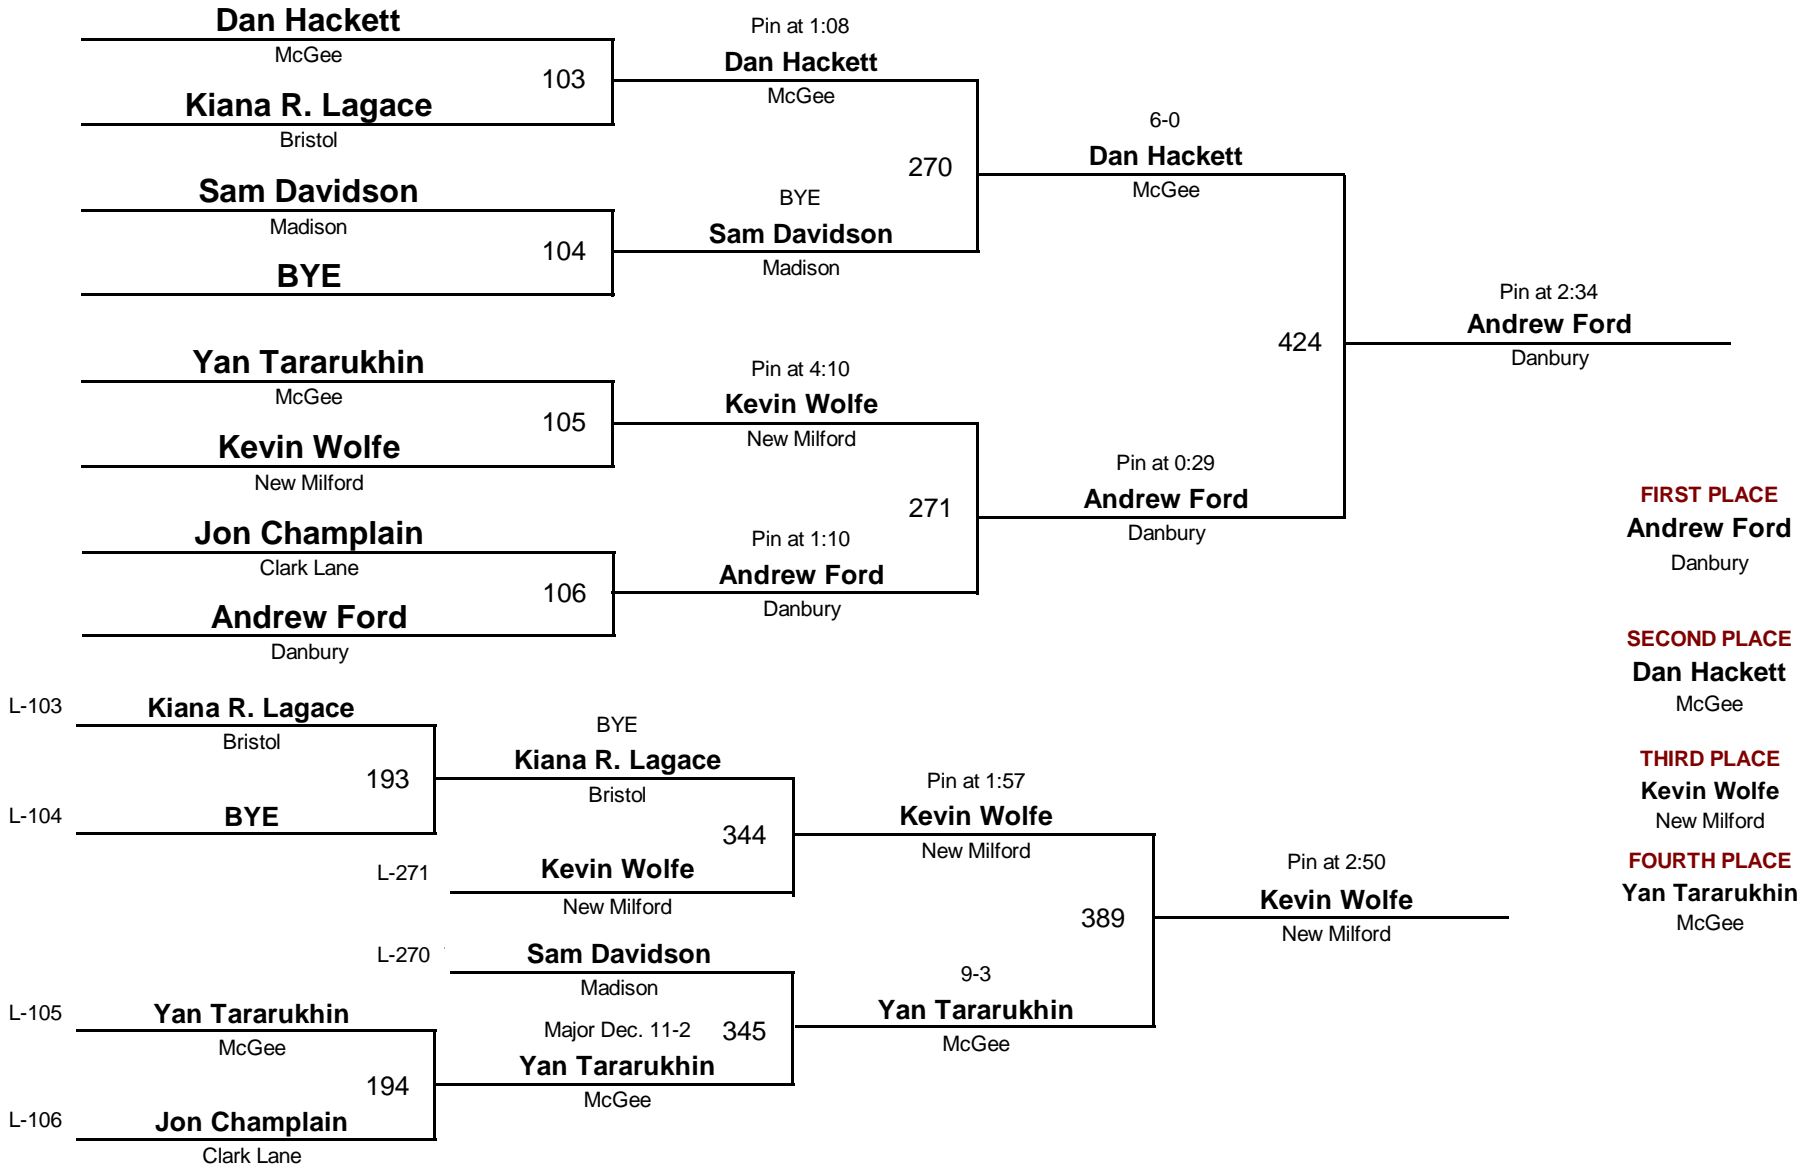 Dan Hackett
McGee
103
Kiana R. Lagace
Bristol
Pin at 1:08
Dan Hackett
McGee
Sam Davidson
Madison
104
BYE
BYE
Sam Davidson
Madison
270
6-0
Dan Hackett
McGee
Yan Tararukhin
McGee
105
Kevin Wolfe
New Milford
Pin at 4:10
Kevin Wolfe
New Milford
Jon Champlain
Clark Lane
106
Andrew Ford
Danbury
Pin at 1:10
Andrew Ford
Danbury
271
Pin at 0:29
Andrew Ford
Danbury
424
Pin at 2:34
Andrew Ford
Danbury
FIRST PLACE
Andrew Ford
Danbury
SECOND PLACE
Dan Hackett
McGee
THIRD PLACE
Kevin Wolfe
New Milford
FOURTH PLACE
Yan Tararukhin
McGee
L-103
Kiana R. Lagace
Bristol
193
L-104
BYE
BYE
Kiana R. Lagace
Bristol
344
L-271
Kevin Wolfe
New Milford
Pin at 1:57
Kevin Wolfe
New Milford
L-270
Sam Davidson
Madison
L-105
Yan Tararukhin
McGee
194
L-106
Jon Champlain
Clark Lane
Major Dec. 11-2
345
Yan Tararukhin
McGee
9-3
Yan Tararukhin
McGee
389
Pin at 2:50
Kevin Wolfe
New Milford